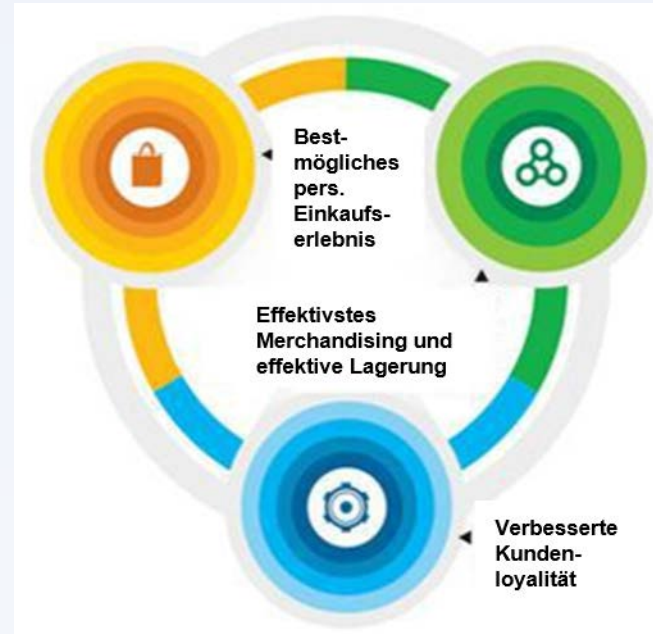 Best-
mögliches
pers.
Einkaufs-
erlebnis
Effektivstes
Merchandising und
effektive Lagerung
Verbesserte
Kunden-
loyalität